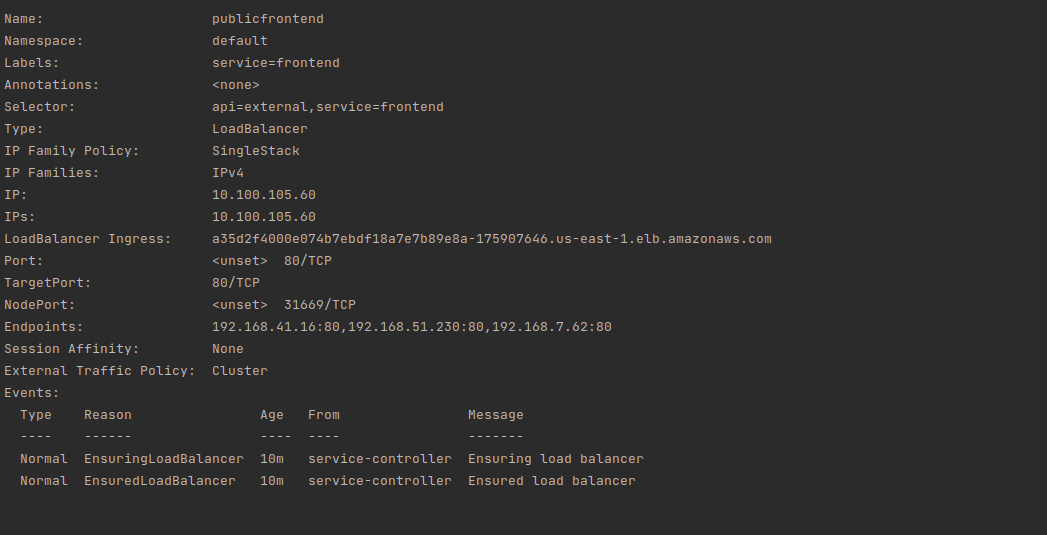 Name:                     publicfrontend
Namespace:                default
Labels:                   service=frontend
Annotations:              <none>
Selector:                 api=external,service=frontend
Type:                     LoadBalancer
IP Family Policy:         SingleStack
IP Families:              IPv4
IP:                       10.100.105.60
IPs:                      10.100.105.60
LoadBalancer Ingress:     a35d2f4000e074b7ebdf18a7e7b89e8a-175907646.us-east-1.elb.amazonaws.com
Port:                     <unset>  80/TCP
TargetPort:               80/TCP
NodePort:                 <unset>  31669/TCP
Endpoints:                192.168.41.16:80,192.168.51.230:80,192.168.7.62:80
Session Affinity:         None
External Traffic Policy:  Cluster
Events:
  Type    Reason                Age   From                Message
  ----    ------                ----  ----                -------
  Normal  EnsuringLoadBalancer  10m   service-controller  Ensuring load balancer
  Normal  EnsuredLoadBalancer   10m   service-controller  Ensured load balancer